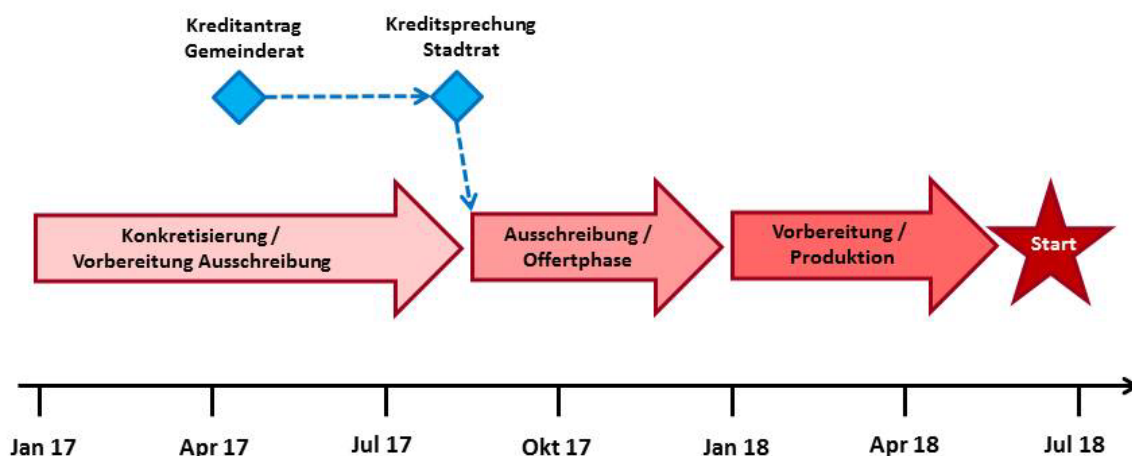 Kreditantrag
Gemeinderat
Kreditsprechung
Stadtrat
Konkretisierung /
Vorbereitung Ausschreibung
Ausschreibung /
Offertphase
Vorbereitung /
Produktion
Start
Jan 17
Apr 17
Jul 17
Okt 17
Jan 18
Apr 18
Jul 18